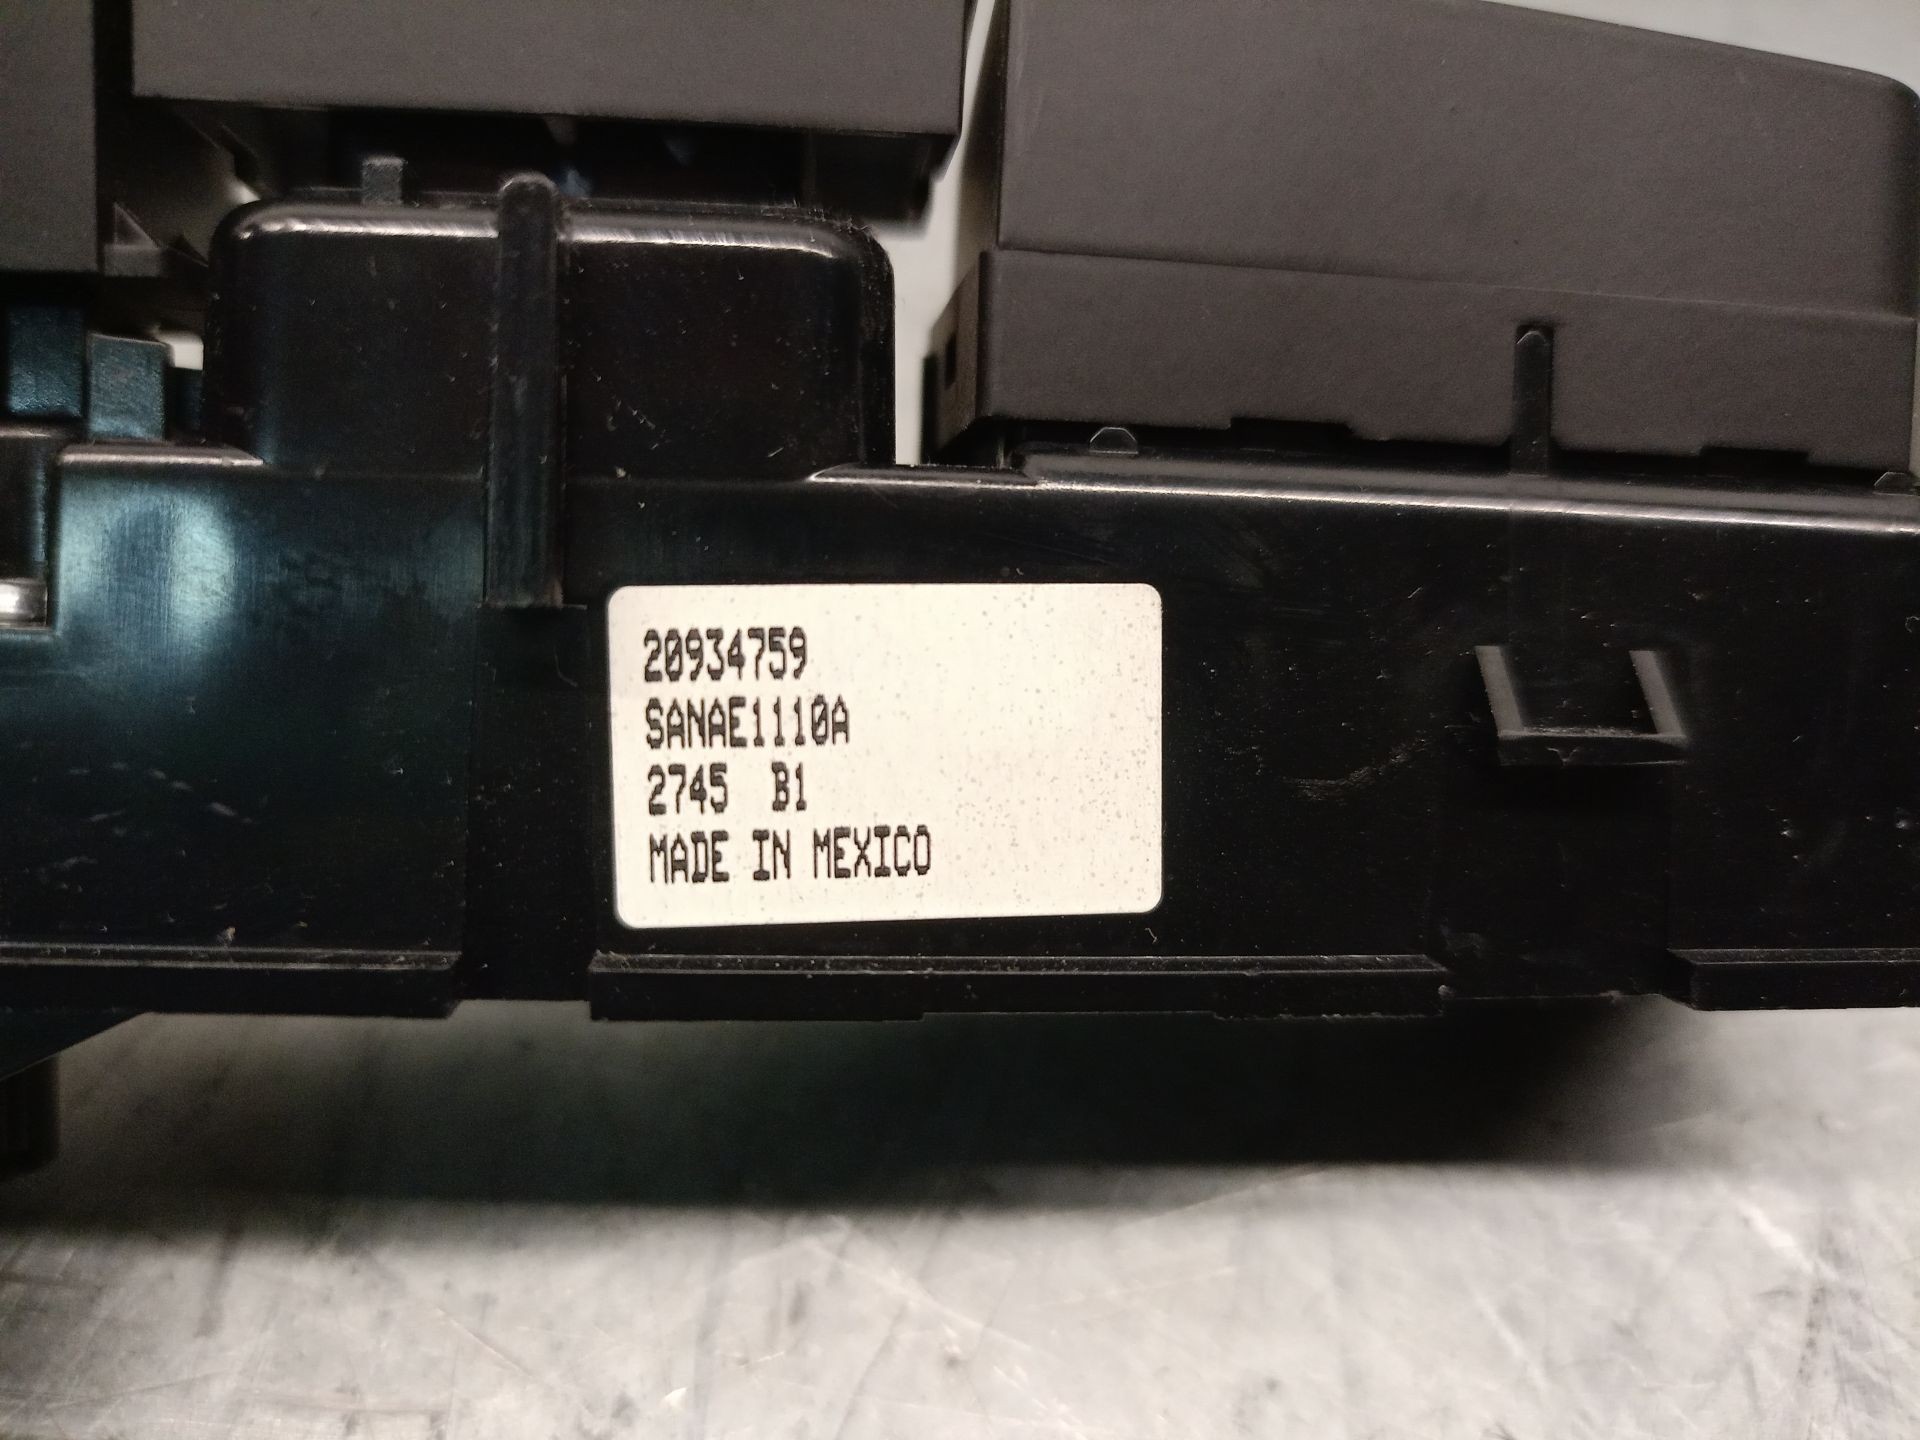 20934759
SANAE1110A
2745 B1
MADE IN MEXICO